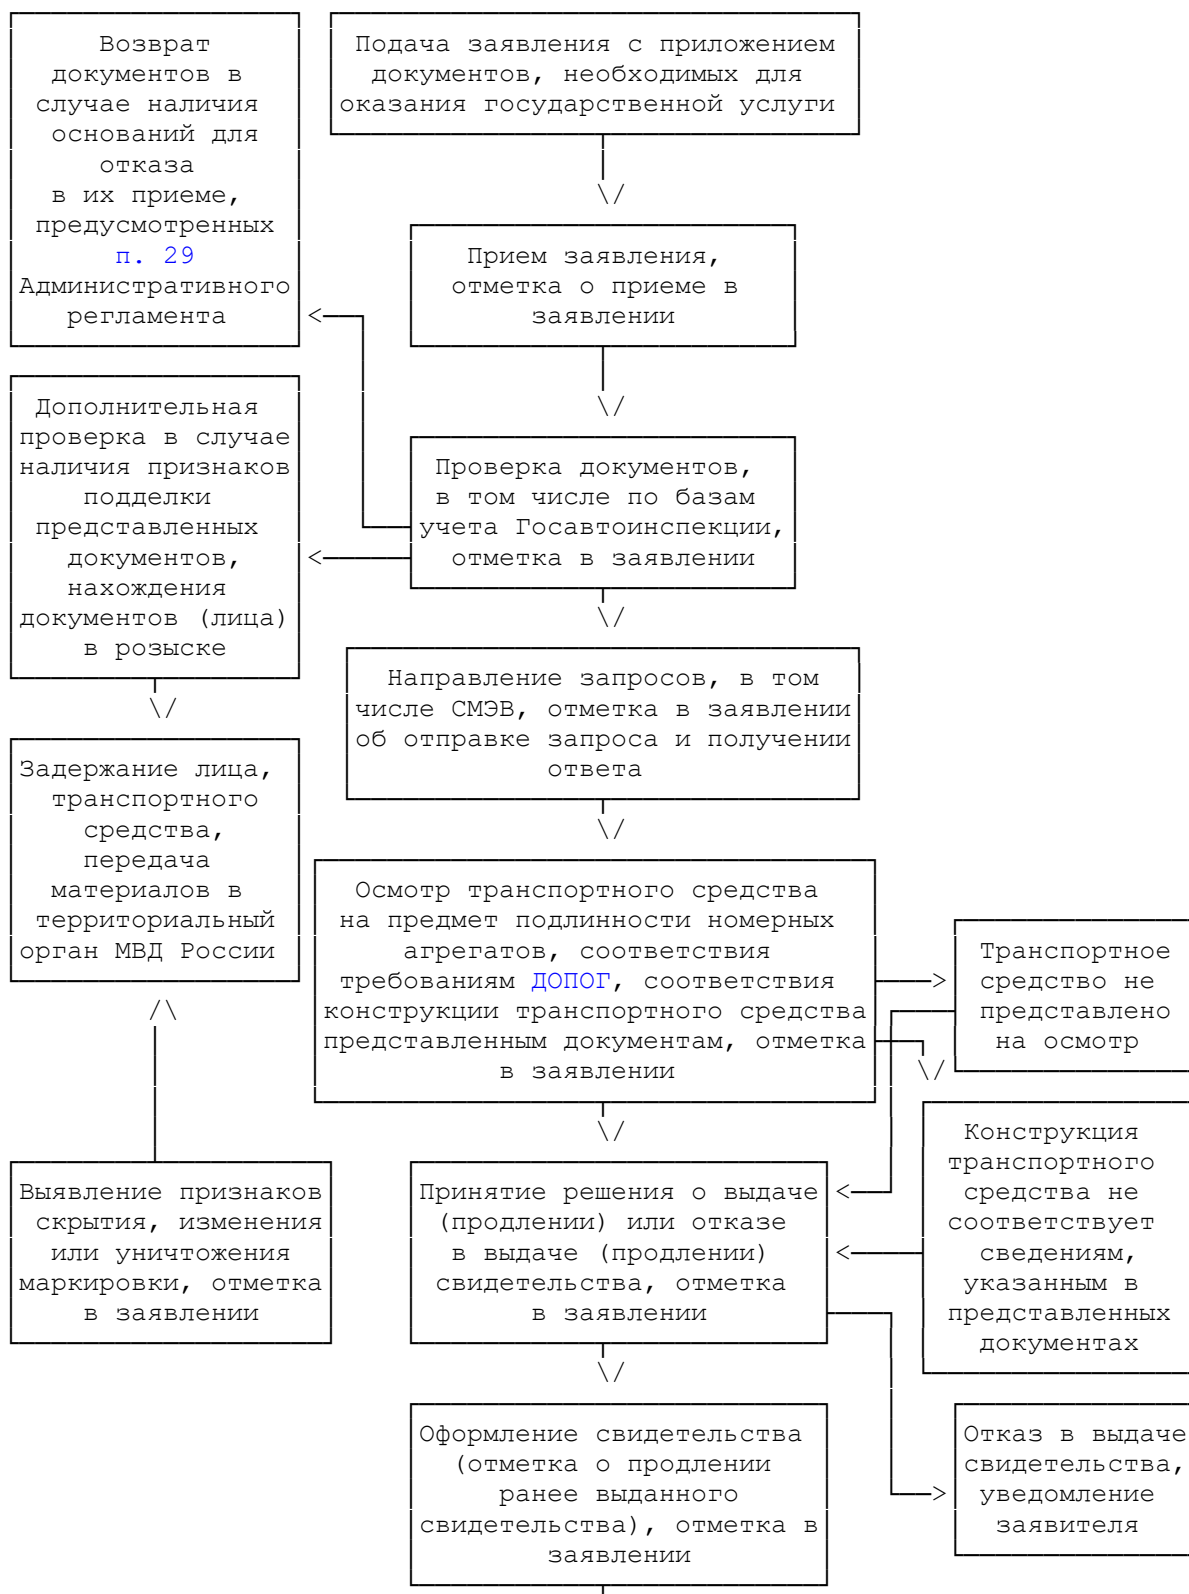 Возврат
документов в
случае наличия
оснований для
отказа
в их приеме,
предусмотренных
п. 29
Административного
регламента
Подача заявления с приложением
документов, необходимых для
оказания государственной услуги
Прием заявления,
отметка о приеме в
заявлении
Дополнительная
проверка в случае
наличия признаков
подделки
представленных
документов,
нахождения
документов (лица)
в розыске
Проверка документов,
в том числе по базам
учета Госавтоинспекции,
отметка в заявлении
Направление запросов, в том
числе СМЭВ, отметка в заявлении
об отправке запроса и получении
ответа
Задержание лица,
транспортного
средства,
передача
материалов в
территориальный
орган МВД России
Осмотр транспортного средства
на предмет подлинности номерных
агрегатов, соответствия
требованиям ДОПОГ, соответствия
конструкции транспортного средства
представленным документам, отметка
в заявлении
Транспортное
средство не
представлено
на осмотр
Конструкция
транспортного
средства не
соответствует
сведениям,
указанным в
представленных
документах
Выявление признаков
скрытия, изменения
или уничтожения
маркировки, отметка
в заявлении
Принятие решения о выдаче
(продлении) или отказе
в выдаче (продлении)
свидетельства, отметка
в заявлении
Оформление свидетельства
(отметка о продлении
ранее выданного
свидетельства), отметка в
заявлении
Отказ в выдаче
свидетельства,
уведомление
заявителя